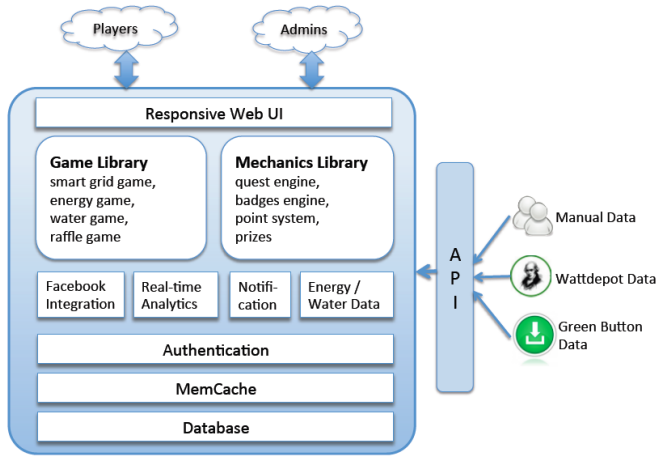 Players
Admins
Responsive Web UI
Game Library
smart grid game,
energy game,
water game,
raffle game
Mechanics Library
quest engine,
badges engine,
point system,
prizes
Facebook
Integration
Real-time
Analytics
Notifi-
cation
Energy /
Water Data
Authentication
MemCache
Database
A
P
I
Manual Data
Wattdepot Data
Green Button
Data